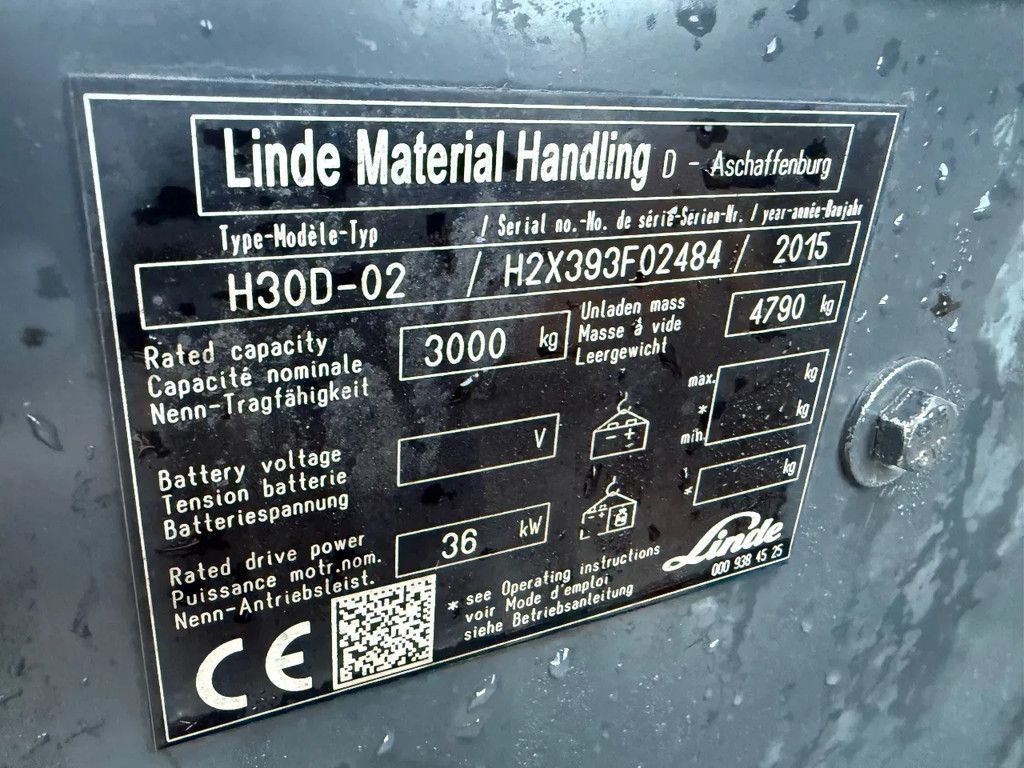 Linde Material Handling D - Aschaffenburg
Type-Modèle-Typ / Serial no.-No. de série-Serien-Nr. / year-année-Baujahr
H30D-02 / H2X393F02484 / 2015
Rated capacity
Capacité nominale
Nenn-Tragfähigkeit
3000 kg
Unladen mass
Masse à vide
Leergewicht
4790 kg
Battery voltage
Tension batterie
Batteriespannung
V
- +
max. kg
* kg
min.
Rated drive power
Puissance motr.nom.
Nenn-Antriebsleist.
36 kW
- +
* kg
CE
* see Operating instructions
voir Mode d'emploi
siehe Betriebsanleitung
Linde
000 938 45 25